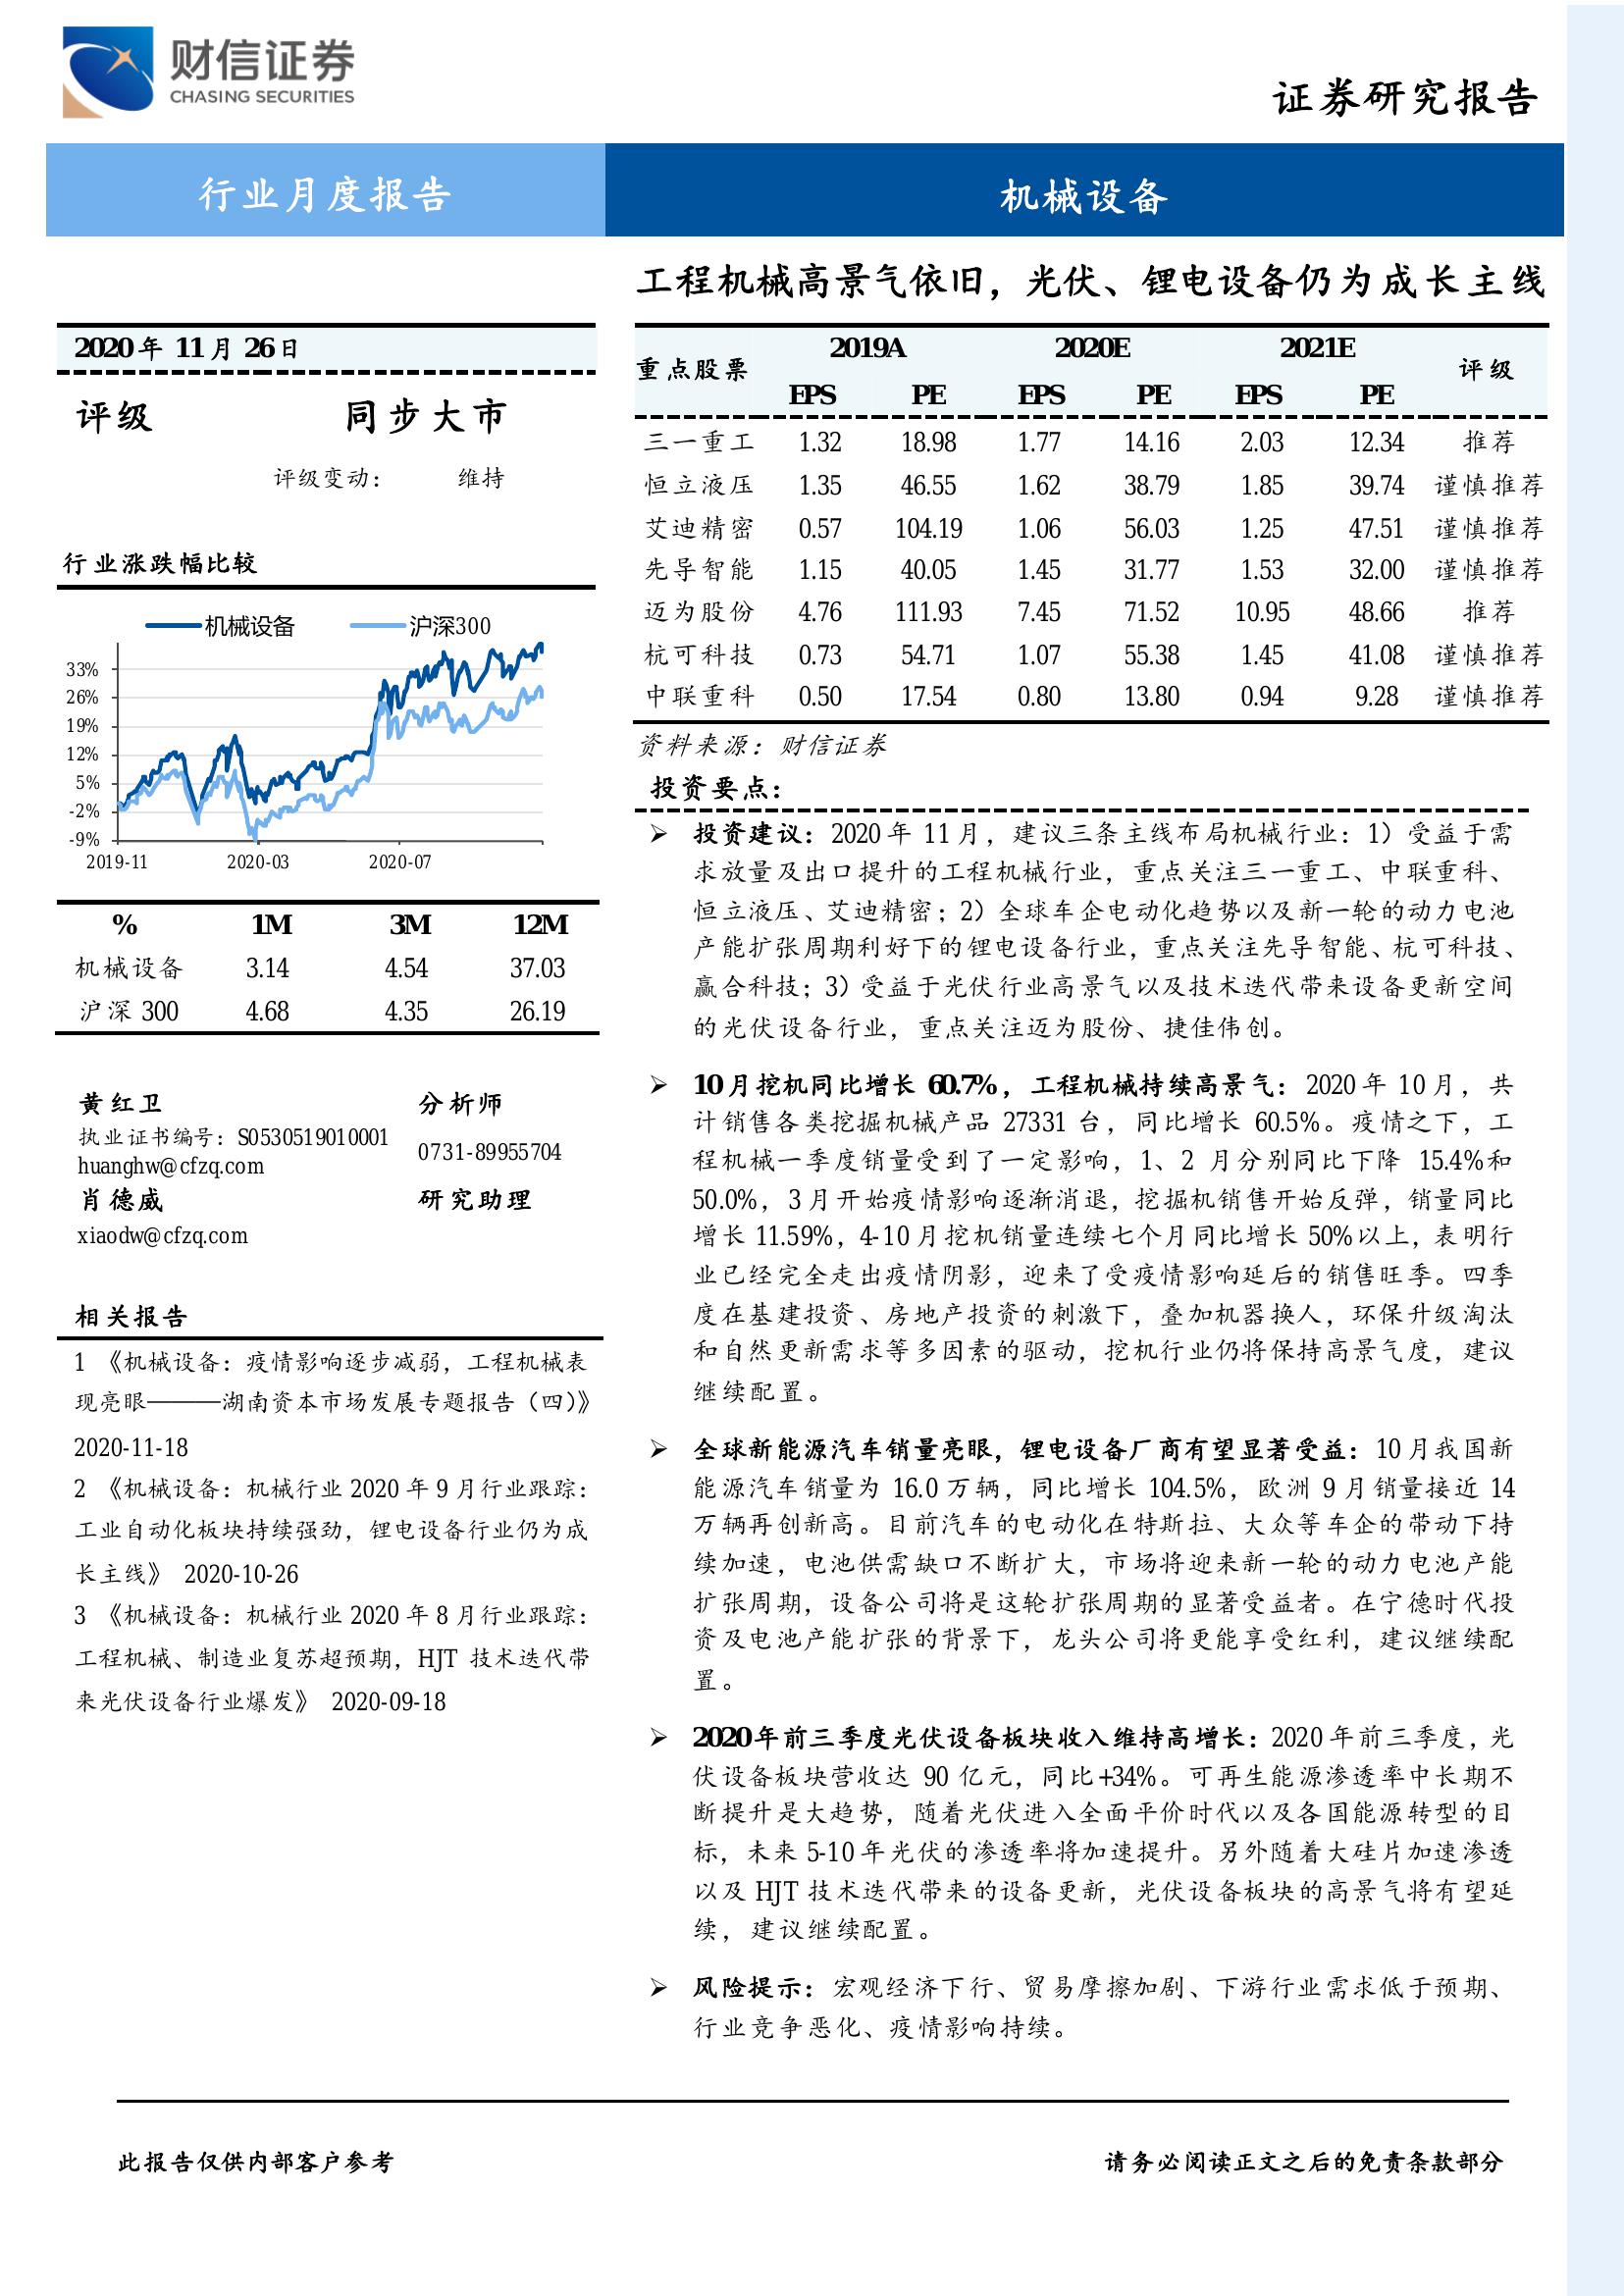 财信证券
CHASING SECURITIES
证券研究报告
行业月度报告
机械设备
工程机械高景气依旧，光伏、锂电设备仍为成长主线
2020 年 11 月 26 日
评级 同步大市
评级变动： 维持
行业涨跌幅比较
机械设备 沪深300
33%
26%
19%
12%
5%
-2%
-9%
2019-11 2020-03 2020-07
% 1M 3M 12M
机械设备 3.14 4.54 37.03
沪深 300 4.68 4.35 26.19
黄红卫 分析师
执业证书编号：S0530519010001
huanghw@cfzq.com
0731-89955704
肖德威 研究助理
xiaodw@cfzq.com
相关报告
1 《机械设备：疫情影响逐步减弱，工程机械表
现亮眼———湖南资本市场发展专题报告（四）》
2020-11-18
2 《机械设备：机械行业 2020 年 9 月行业跟踪：
工业自动化板块持续强劲，锂电设备行业仍为成
长主线》 2020-10-26
3 《机械设备：机械行业 2020 年 8 月行业跟踪：
工程机械、制造业复苏超预期，HJT 技术迭代带
来光伏设备行业爆发》 2020-09-18
重点股票 2019A 2020E 2021E 评级
EPS PE EPS PE EPS PE
三一重工 1.32 18.98 1.77 14.16 2.03 12.34 推荐
恒立液压 1.35 46.55 1.62 38.79 1.85 39.74 谨慎推荐
艾迪精密 0.57 104.19 1.06 56.03 1.25 47.51 谨慎推荐
先导智能 1.15 40.05 1.45 31.77 1.53 32.00 谨慎推荐
迈为股份 4.76 111.93 7.45 71.52 10.95 48.66 推荐
杭可科技 0.73 54.71 1.07 55.38 1.45 41.08 谨慎推荐
中联重科 0.50 17.54 0.80 13.80 0.94 9.28 谨慎推荐
资料来源：财信证券
投资要点：
➢ 投资建议：2020 年 11 月，建议三条主线布局机械行业：1）受益于需
求放量及出口提升的工程机械行业，重点关注三一重工、中联重科、
恒立液压、艾迪精密；2）全球车企电动化趋势以及新一轮的动力电池
产能扩张周期利好下的锂电设备行业，重点关注先导智能、杭可科技、
赢合科技；3）受益于光伏行业高景气以及技术迭代带来设备更新空间
的光伏设备行业，重点关注迈为股份、捷佳伟创。
➢ 10 月挖机同比增长 60.7%，工程机械持续高景气：2020 年 10 月，共
计销售各类挖掘机械产品 27331 台，同比增长 60.5%。疫情之下，工
程机械一季度销量受到了一定影响，1、2 月分别同比下降 15.4%和
50.0%，3 月开始疫情影响逐渐消退，挖掘机销售开始反弹，销量同比
增长 11.59%，4-10 月挖机销量连续七个月同比增长 50%以上，表明行
业已经完全走出疫情阴影，迎来了受疫情影响延后的销售旺季。四季
度在基建投资、房地产投资的刺激下，叠加机器换人，环保升级淘汰
和自然更新需求等多因素的驱动，挖机行业仍将保持高景气度，建议
继续配置。
➢ 全球新能源汽车销量亮眼，锂电设备厂商有望显著受益：10 月我国新
能源汽车销量为 16.0 万辆，同比增长 104.5%，欧洲 9 月销量接近 14
万辆再创新高。目前汽车的电动化在特斯拉、大众等车企的带动下持
续加速，电池供需缺口不断扩大，市场将迎来新一轮的动力电池产能
扩张周期，设备公司将是这轮扩张周期的显著受益者。在宁德时代投
资及电池产能扩张的背景下，龙头公司将更能享受红利，建议继续配
置。
➢ 2020 年前三季度光伏设备板块收入维持高增长：2020 年前三季度，光
伏设备板块营收达 90 亿元，同比+34%。可再生能源渗透率中长期不
断提升是大趋势，随着光伏进入全面平价时代以及各国能源转型的目
标，未来 5-10 年光伏的渗透率将加速提升。另外随着大硅片加速渗透
以及 HJT 技术迭代带来的设备更新，光伏设备板块的高景气将有望延
续，建议继续配置。
➢ 风险提示：宏观经济下行、贸易摩擦加剧、下游行业需求低于预期、
行业竞争恶化、疫情影响持续。
此报告仅供内部客户参考
请务必阅读正文之后的免责条款部分